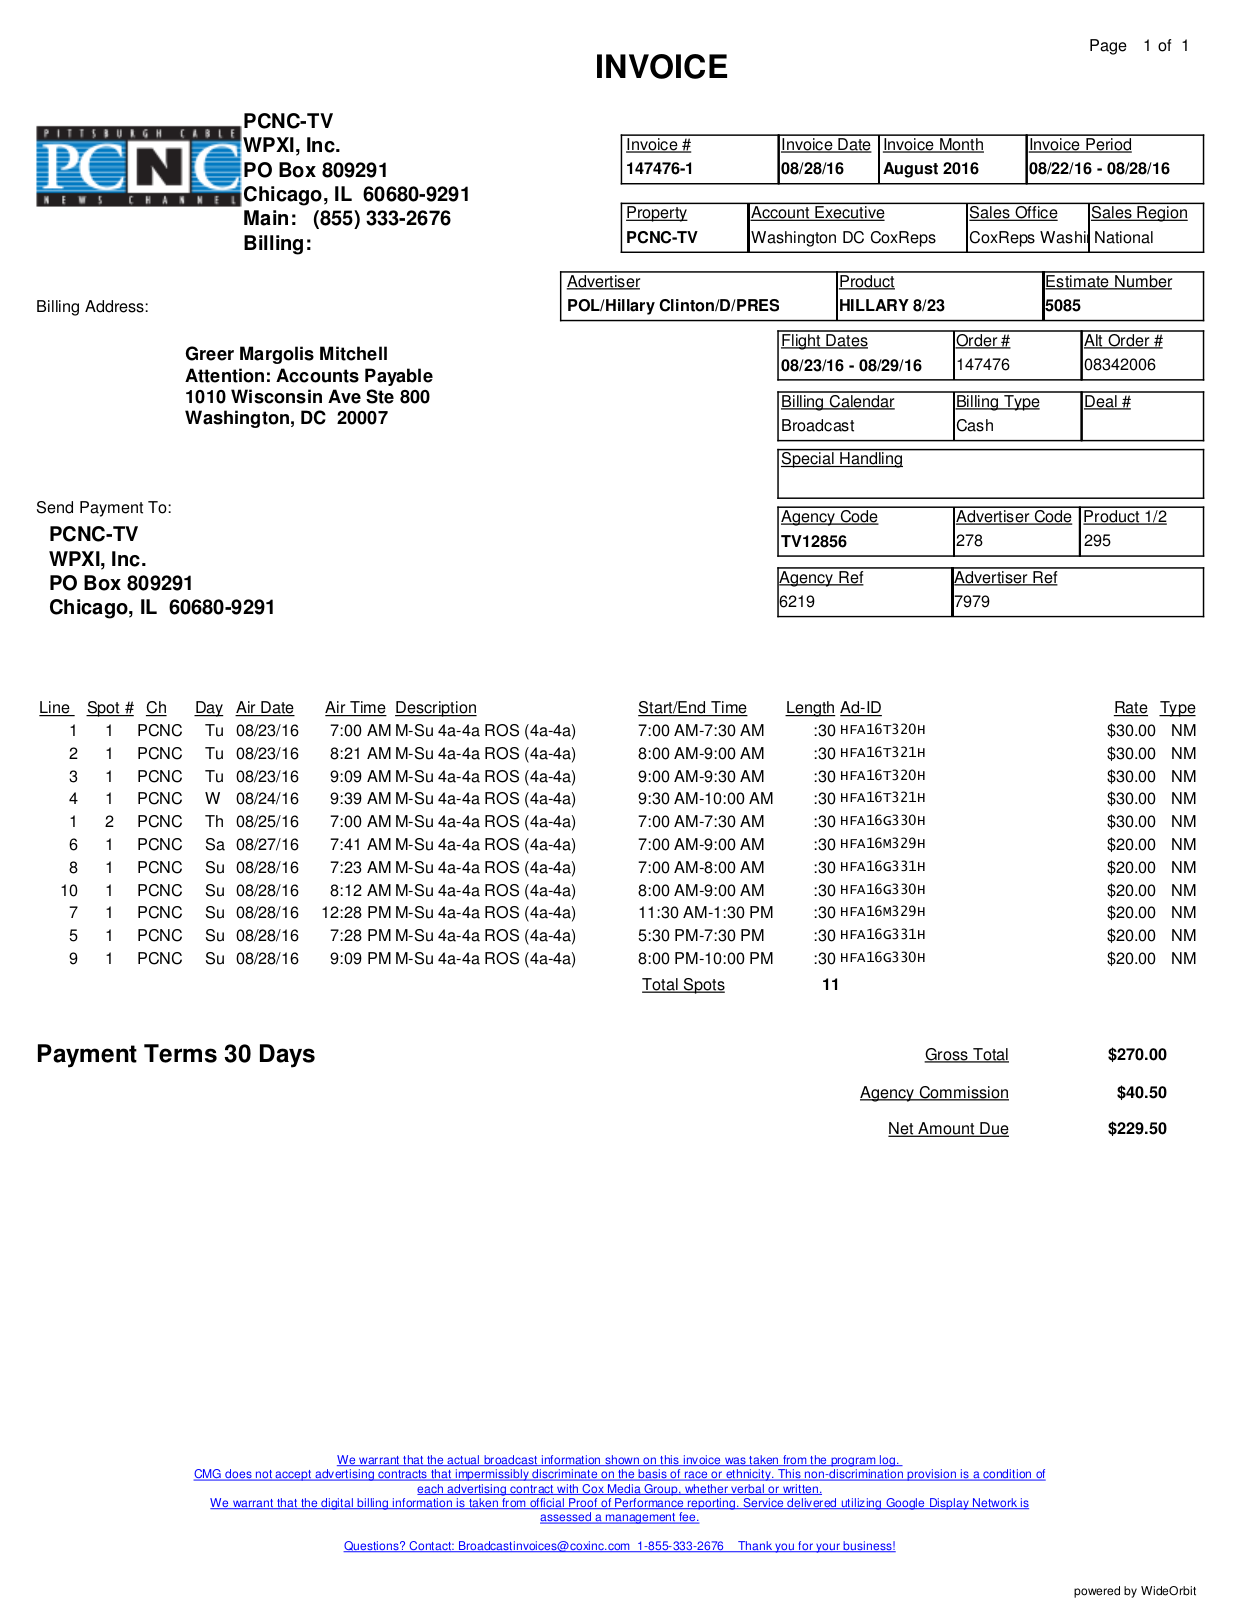 Page 1 of 1
INVOICE
PITTSBURGH CABLE
PCNC
NEWS CHANNEL
PCNC-TV
WPXI, Inc.
PO Box 809291
Chicago, IL 60680-9291
Main: (855) 333-2676
Billing:
Invoice # Invoice Date Invoice Month Invoice Period
147476-1 08/28/16 August 2016 08/22/16 - 08/28/16
Property Account Executive Sales Office Sales Region
PCNC-TV Washington DC CoxReps CoxReps Washi National
Advertiser Product Estimate Number
POL/Hillary Clinton/D/PRES HILLARY 8/23 5085
Billing Address:
Greer Margolis Mitchell
Attention: Accounts Payable
1010 Wisconsin Ave Ste 800
Washington, DC 20007
Flight Dates Order # Alt Order #
08/23/16 - 08/29/16 147476 08342006
Billing Calendar Billing Type Deal #
Broadcast Cash
Special Handling
Send Payment To:
PCNC-TV
WPXI, Inc.
PO Box 809291
Chicago, IL 60680-9291
Agency Code Advertiser Code Product 1/2
TV12856 278 295
Agency Ref Advertiser Ref
6219 7979
Line Spot # Ch Day Air Date Air Time Description Start/End Time Length Ad-ID Rate Type
1 1 PCNC Tu 08/23/16 7:00 AM M-Su 4a-4a ROS (4a-4a) 7:00 AM-7:30 AM :30 HFA16T320H $30.00 NM
2 1 PCNC Tu 08/23/16 8:21 AM M-Su 4a-4a ROS (4a-4a) 8:00 AM-9:00 AM :30 HFA16T321H $30.00 NM
3 1 PCNC Tu 08/23/16 9:09 AM M-Su 4a-4a ROS (4a-4a) 9:00 AM-9:30 AM :30 HFA16T320H $30.00 NM
4 1 PCNC W 08/24/16 9:39 AM M-Su 4a-4a ROS (4a-4a) 9:30 AM-10:00 AM :30 HFA16T321H $30.00 NM
1 2 PCNC Th 08/25/16 7:00 AM M-Su 4a-4a ROS (4a-4a) 7:00 AM-7:30 AM :30 HFA16G330H $30.00 NM
6 1 PCNC Sa 08/27/16 7:41 AM M-Su 4a-4a ROS (4a-4a) 7:00 AM-9:00 AM :30 HFA16M329H $20.00 NM
8 1 PCNC Su 08/28/16 7:23 AM M-Su 4a-4a ROS (4a-4a) 7:00 AM-8:00 AM :30 HFA16G331H $20.00 NM
10 1 PCNC Su 08/28/16 8:12 AM M-Su 4a-4a ROS (4a-4a) 8:00 AM-9:00 AM :30 HFA16G330H $20.00 NM
7 1 PCNC Su 08/28/16 12:28 PM M-Su 4a-4a ROS (4a-4a) 11:30 AM-1:30 PM :30 HFA16M329H $20.00 NM
5 1 PCNC Su 08/28/16 7:28 PM M-Su 4a-4a ROS (4a-4a) 5:30 PM-7:30 PM :30 HFA16G331H $20.00 NM
9 1 PCNC Su 08/28/16 9:09 PM M-Su 4a-4a ROS (4a-4a) 8:00 PM-10:00 PM :30 HFA16G330H $20.00 NM
Total Spots 11
Payment Terms 30 Days
Gross Total $270.00
Agency Commission $40.50
Net Amount Due $229.50
We warrant that the actual broadcast information shown on this invoice was taken from the program log.
CMG does not accept advertising contracts that impermissibly discriminate on the basis of race or ethnicity. This non-discrimination provision is a condition of
each advertising contract with Cox Media Group, whether verbal or written.
We warrant that the digital billing information is taken from official Proof of Performance reporting. Service delivered utilizing Google Display Network is
assessed a management fee.
Questions? Contact: Broadcastinvoices@coxinc.com 1-855-333-2676 Thank you for your business!
powered by WideOrbit